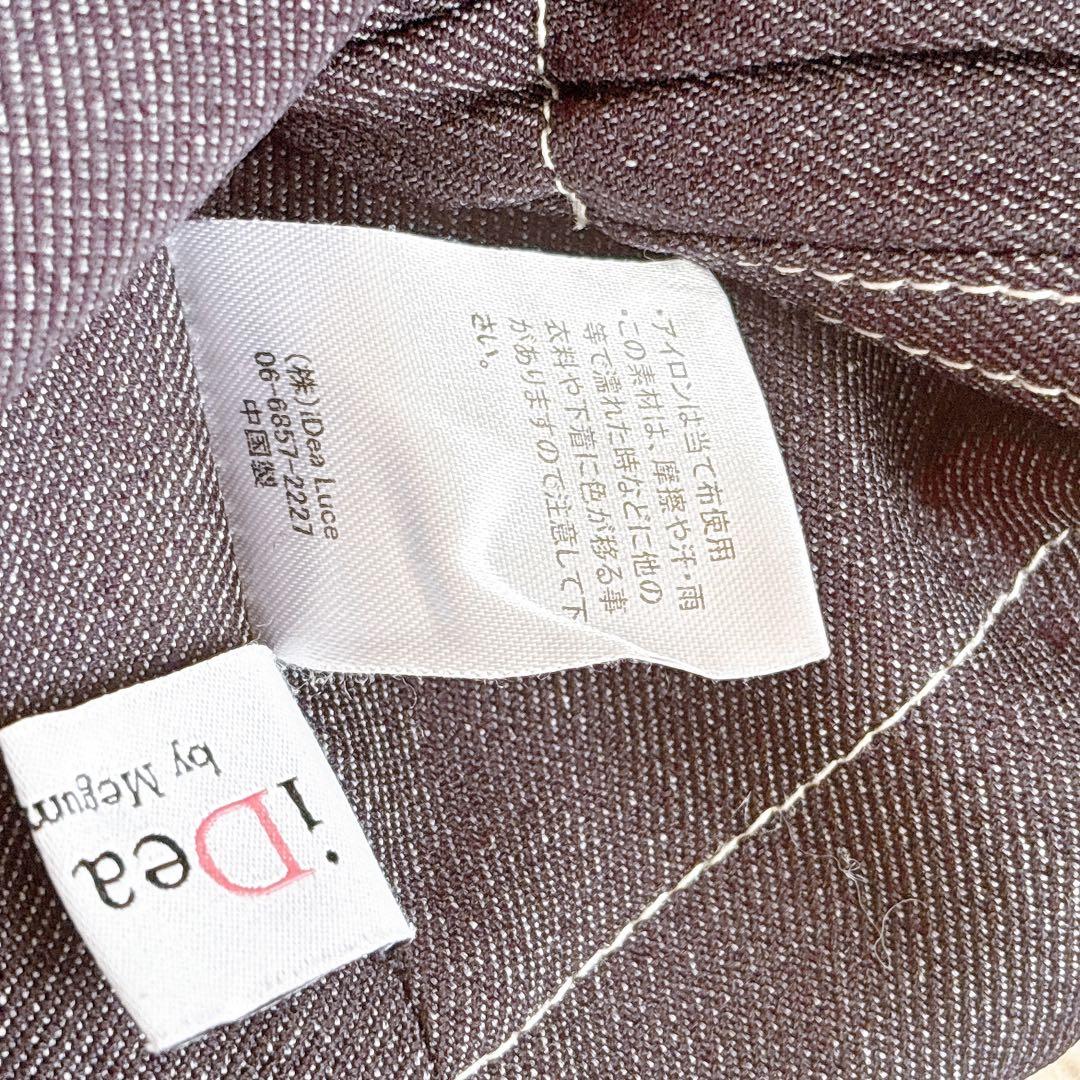 ・アイロンは当て布使用
・この素材は、摩擦や汗・雨
等で濡れた時などに他の
衣料や下着に色が移る事
がありますので注意して下
さい。
(株)iDea Luce
06-6857-2227
中国製
iDea
by Megum